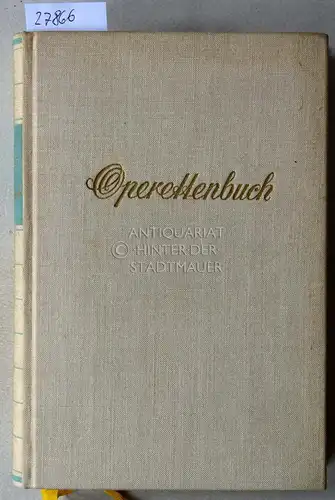 27866
Operettenbuch
ANTIQUARIAT
© HINTER DER
STADTMAUER